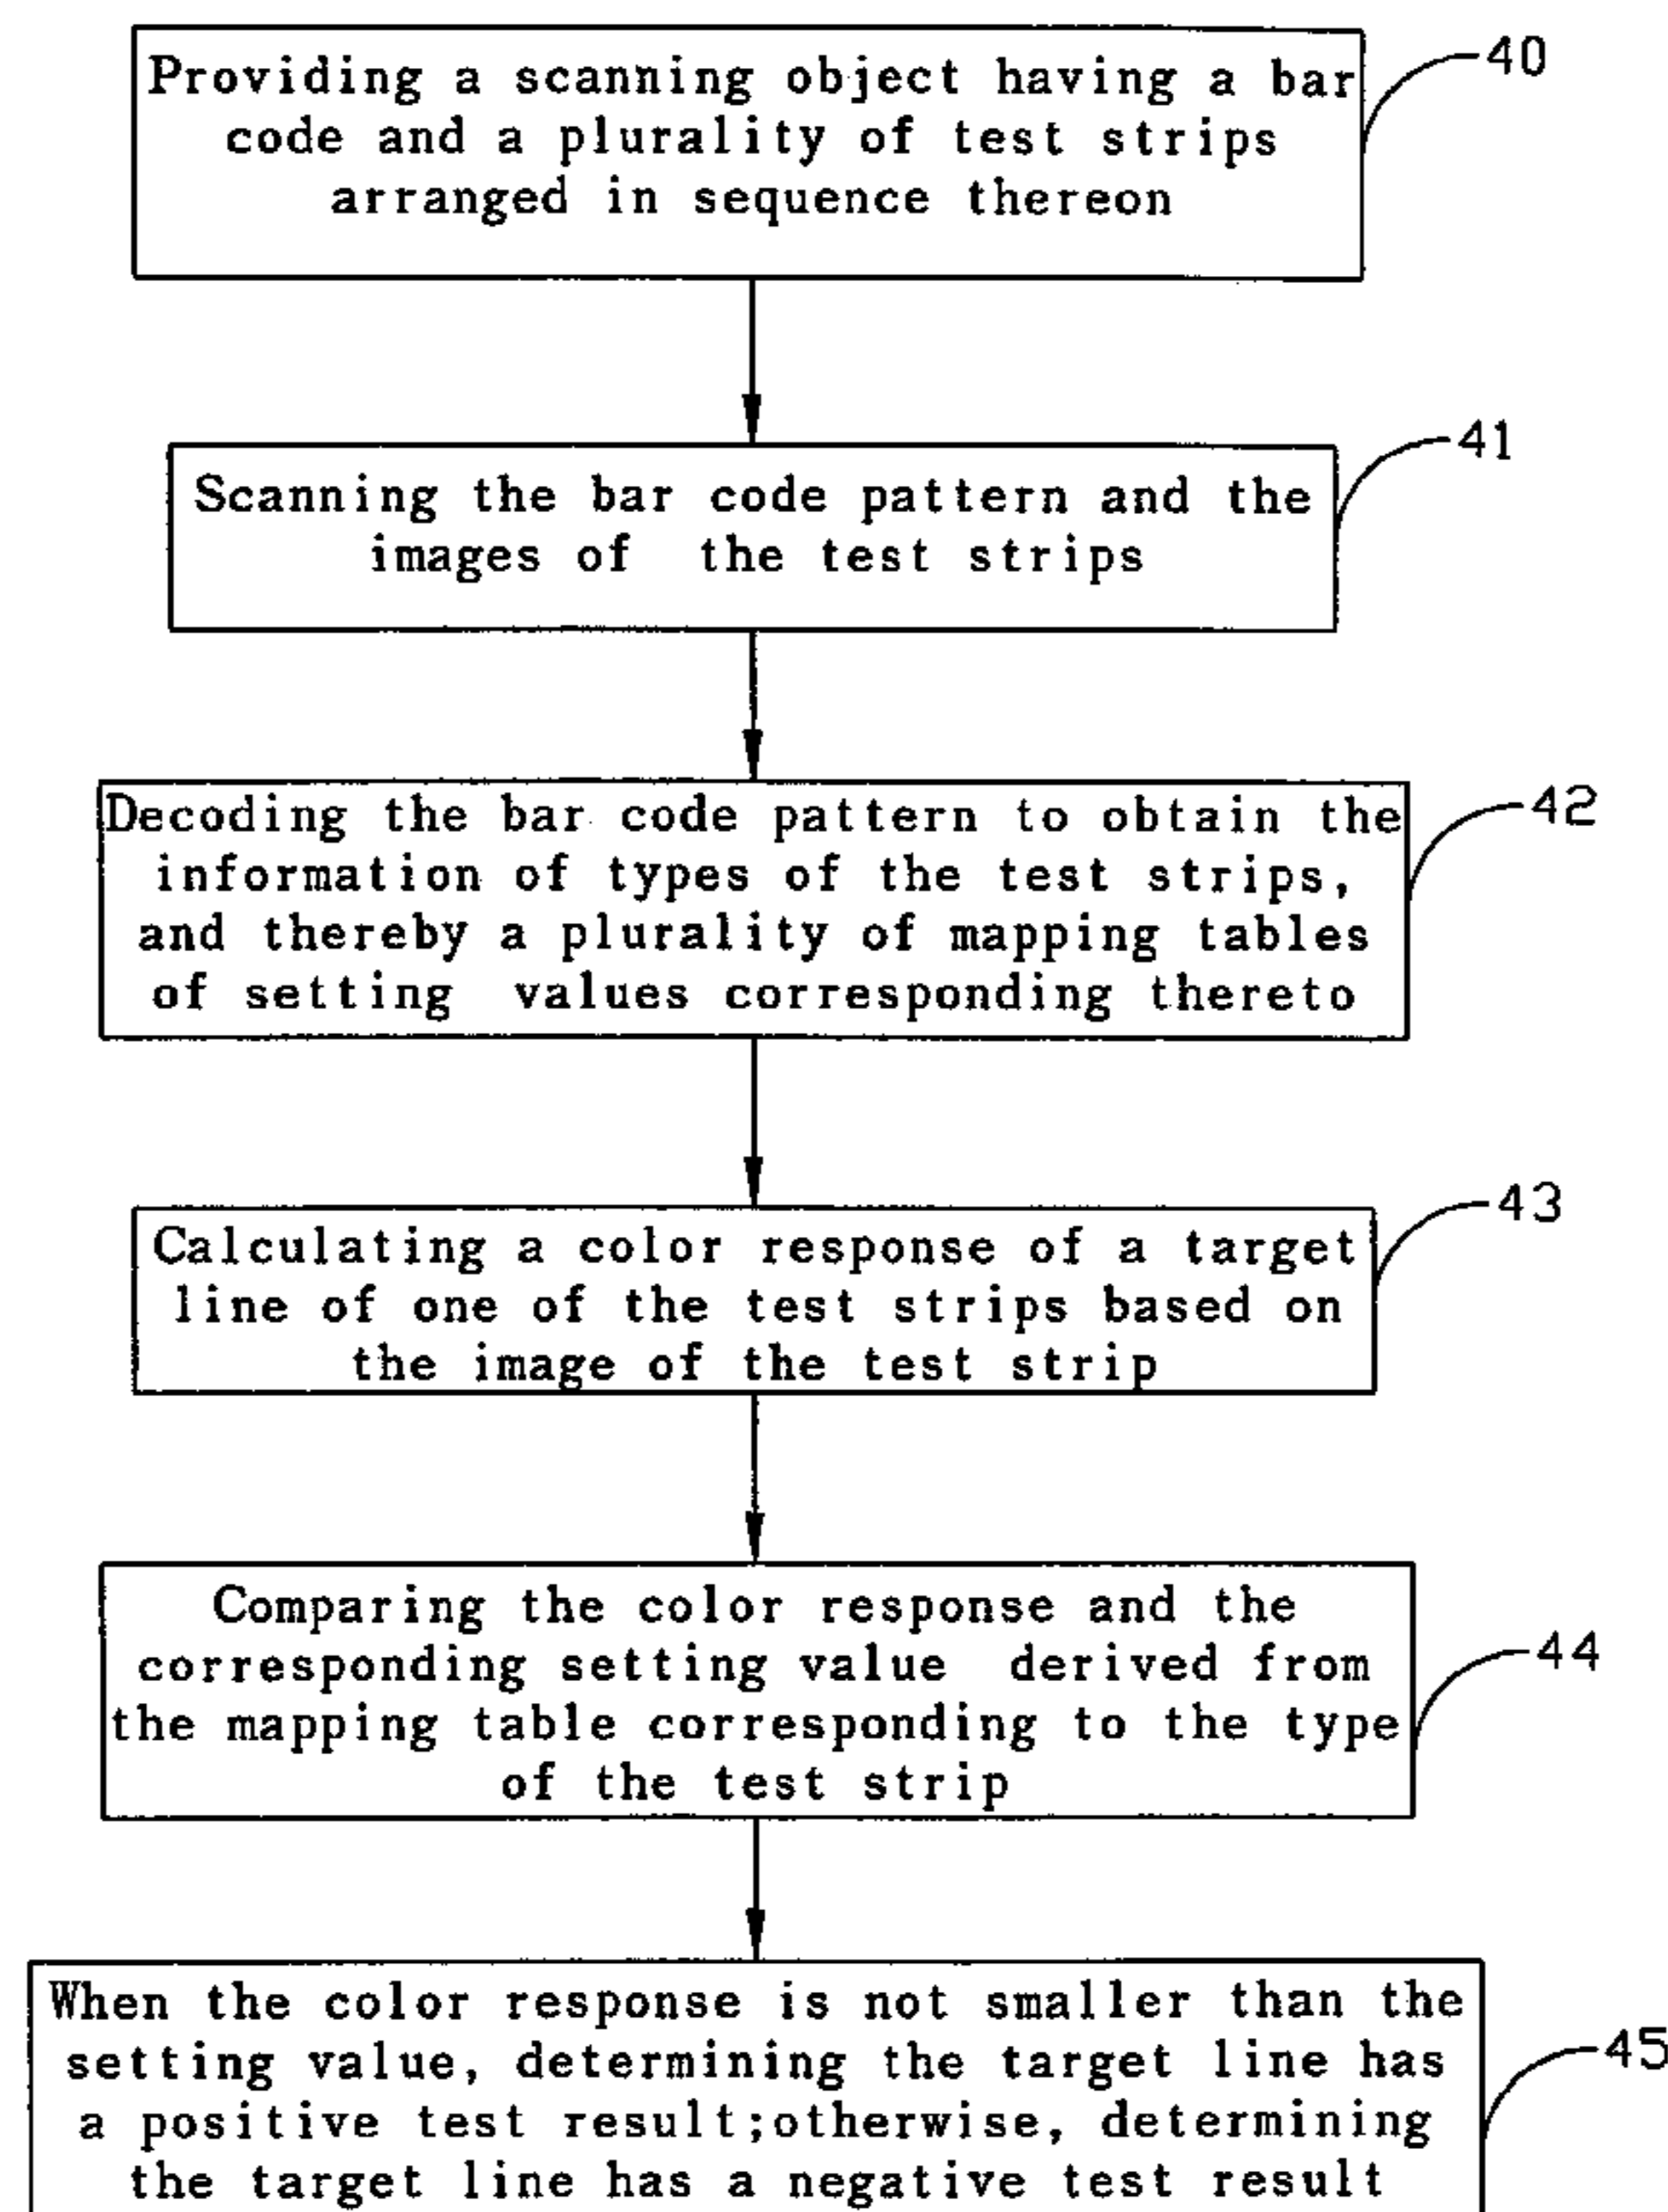 Providing a scanning object having a bar
code and a plurality of test strips
arranged in sequence thereon
40
Scanning the bar code pattern and the
images of the test strips
41
Decoding the bar code pattern to obtain the
information of types of the test strips,
and thereby a plurality of mapping tables
of setting values corresponding thereto
42
Calculating a color response of a target
line of one of the test strips based on
the image of the test strip
43
Comparing the color response and the
corresponding setting value derived from
the mapping table corresponding to the type
of the test strip
44
When the color response is not smaller than the
setting value, determining the target line has
a positive test result;otherwise, determining
the target line has a negative test result
45